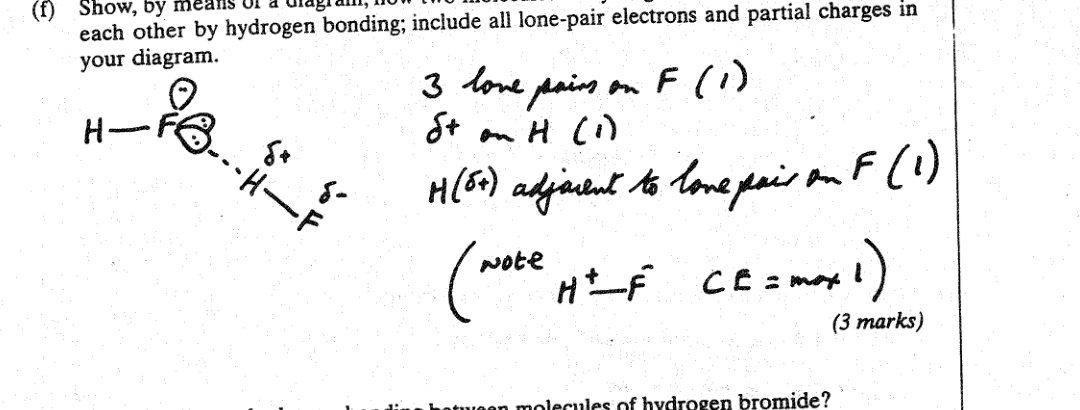 (f) Show, by means of a diagram, how two
each other by hydrogen bonding; include all lone-pair electrons and partial charges in
your diagram.
3 lone pairs on F (1)
H—F
δ+ on H (1)
δ+
H
δ-
F
H(δ+) adjacent to lone pair on F (1)
(Note H⁺—F⁻ CE = max 1)
(3 marks)
between molecules of hydrogen bromide?